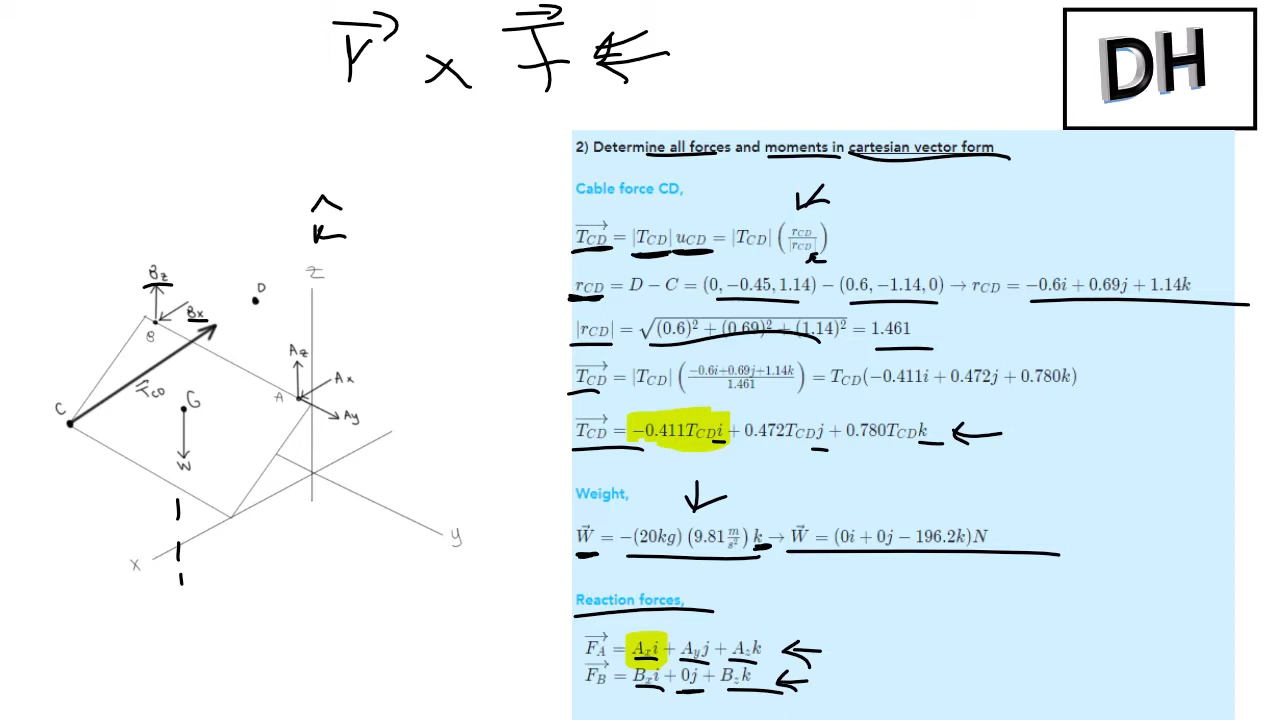 r⃗ × f⃗
DH
2) Determine all forces and moments in cartesian vector form
Cable force CD,
T_CD = |T_CD| u_CD = |T_CD| ( r_CD / |r_CD| )
r_CD = D − C = (0, −0.45, 1.14) − (0.6, −1.14, 0) → r_CD = −0.6i + 0.69j + 1.14k
|r_CD| = √((0.6)² + (0.69)² + (1.14)²) = 1.461
T_CD = |T_CD| ( −0.6i+0.69j+1.14k / 1.461 ) = T_CD(−0.411i + 0.472j + 0.780k)
T_CD = −0.411T_CD i + 0.472T_CD j + 0.780T_CD k
Weight,
W⃗ = −(20kg) (9.81 m/s²) k → W⃗ = (0i + 0j − 196.2k)N
Reaction forces,
F_A = A_x i + A_y j + A_z k
F_B = B_x i + 0j + B_z k
z
Bz
D
Bx
B
Az
Ax
A
Ay
T_CD
C
G
W
x
y